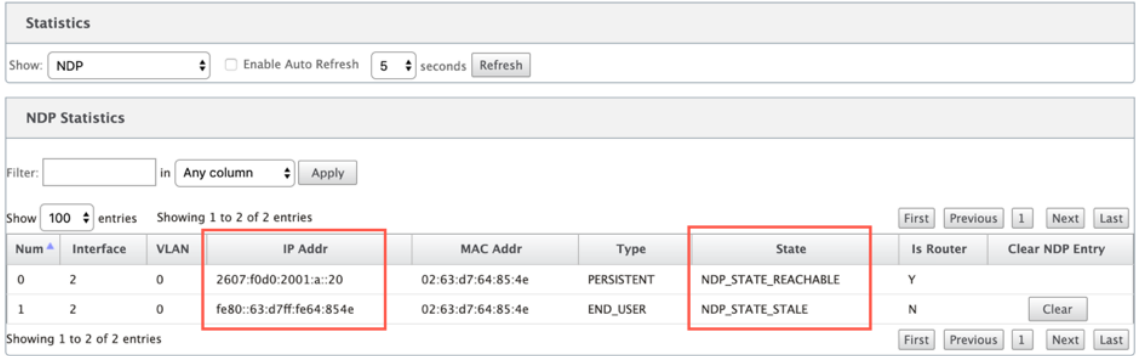 Statistics
Show: NDP Enable Auto Refresh 5 seconds Refresh
NDP Statistics
Filter: in Any column Apply
Show 100 entries Showing 1 to 2 of 2 entries First Previous 1 Next Last
Num Interface VLAN IP Addr MAC Addr Type State Is Router Clear NDP Entry
0 2 0 2607:f0d0:2001:a::20 02:63:d7:64:85:4e PERSISTENT NDP_STATE_REACHABLE Y
1 2 0 fe80::63:d7ff:fe64:854e 02:63:d7:64:85:4e END_USER NDP_STATE_STALE N Clear
Showing 1 to 2 of 2 entries First Previous 1 Next Last